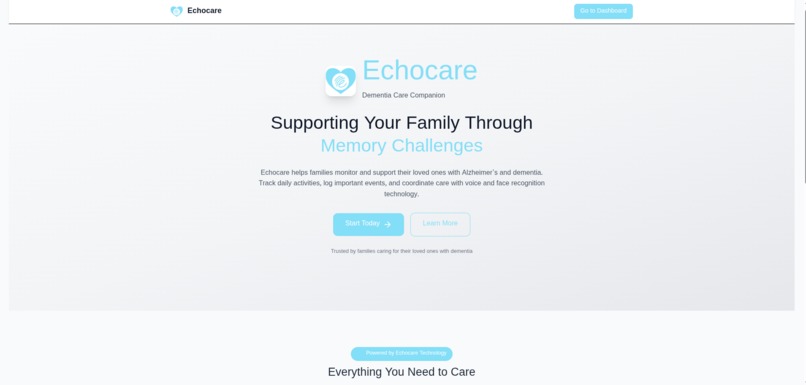 Echocare
Go to Dashboard
Echocare
Dementia Care Companion
Supporting Your Family Through
Memory Challenges
Echocare helps families monitor and support their loved ones with Alzheimer's and dementia.
Track daily activities, log important events, and coordinate care with voice and face recognition
technology.
Start Today
Learn More
Trusted by families caring for their loved ones with dementia
Powered by Echocare Technology
Everything You Need to Care